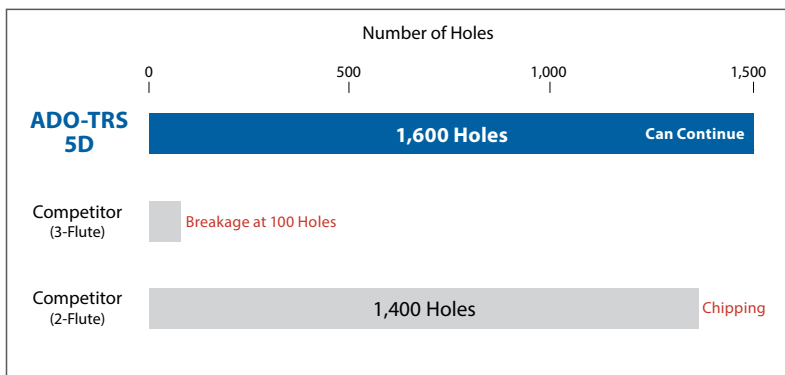 Number of Holes
0 500 1,000 1,500
ADO-TRS
5D
1,600 Holes Can Continue
Competitor
(3-Flute)
Breakage at 100 Holes
Competitor
(2-Flute)
1,400 Holes Chipping